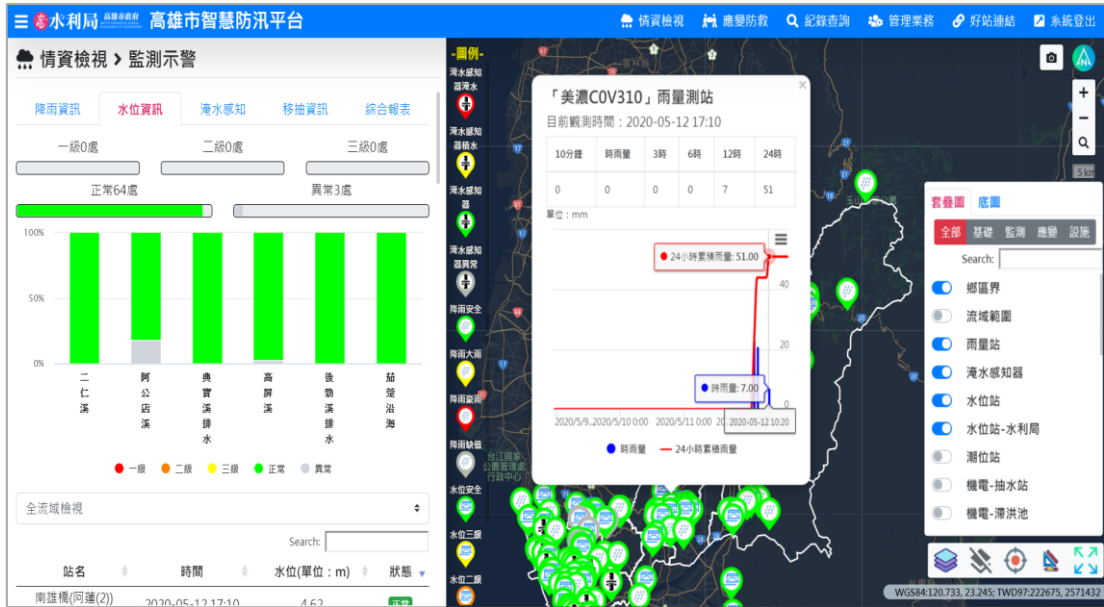 水利局 高雄市政府 高雄市智慧防汛平台
情資檢視 應變防救 紀錄查詢 管理業務 好站連結 系統登出
情資檢視 > 監測示警
降雨資訊 水位資訊 淹水感知 移抽資訊 綜合報表
一級0處 二級0處 三級0處
正常64處 異常3處
100%
50%
0%
二仁溪 阿公店溪 典寶溪排水 高屏溪 後勁溪排水 茄萣沿海
一級 二級 三級 正常 異常
全流域檢視
Search:
站名 時間 水位(單位:m) 狀態
南雄橋(阿蓮(2)) 2020-05-12 17:10 4.62 正常
-圖例-
淹水感知器淹水
淹水感知器積水
淹水感知器
淹水感知器異常
降雨安全
降雨大雨
降雨豪雨
降雨缺值
水位安全
水位三級
水位二級
「美濃C0V310」雨量測站
目前觀測時間:2020-05-12 17:10
10分鐘 時雨量 3時 6時 12時 24時
0 0 0 0 7 51
單位:mm
24小時累積雨量: 51.00
40
20
時雨量: 7.00
0
2020/5/9.. 2020/5/10 0:00 2020/5/11 0:00 20 2020-05-12 10:20
時雨量 24小時累積雨量
台江國家公園管理處行政中心
5 km
套疊圖 底圖
全部 基礎 監測 應變 設施
Search:
鄉區界
流域範圍
雨量站
淹水感知器
水位站
水位站-水利局
潮位站
機電-抽水站
機電-滯洪池
WGS84:120.733, 23.245; TWD97:222675, 2571432